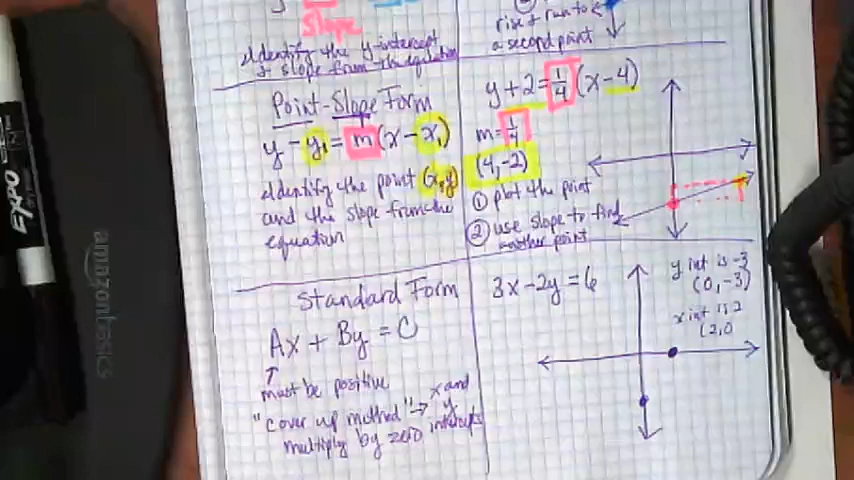 Slope
Identify the y-intercept
+ slope from the equation
rise + run to
a second point
Point-Slope Form
y - y₁ = m(x - x₁)
Identify the point (x, y)
and the slope from the
equation
y + 2 = 1/4 (x - 4)
m = 1/4
(4, -2)
① plot the point
② use slope to find
another point
Standard Form
Ax + By = C
↑
must be positive
"cover up method" → x and y intercepts
multiply by zero
3x - 2y = 6
y int is -3
(0, -3)
x int is 2
(2, 0
EXPO
amazonbasics